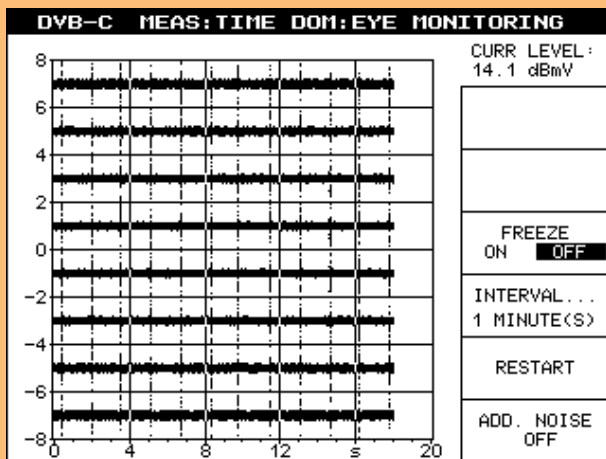 DVB-C MEAS:TIME DOM:EYE MONITORING
CURR LEVEL:
14.1 dBmV
8
6
4
2
0
-2
-4
-6
-8
0 4 8 12 s 20
FREEZE
ON OFF
INTERVAL...
1 MINUTE(S)
RESTART
ADD. NOISE
OFF